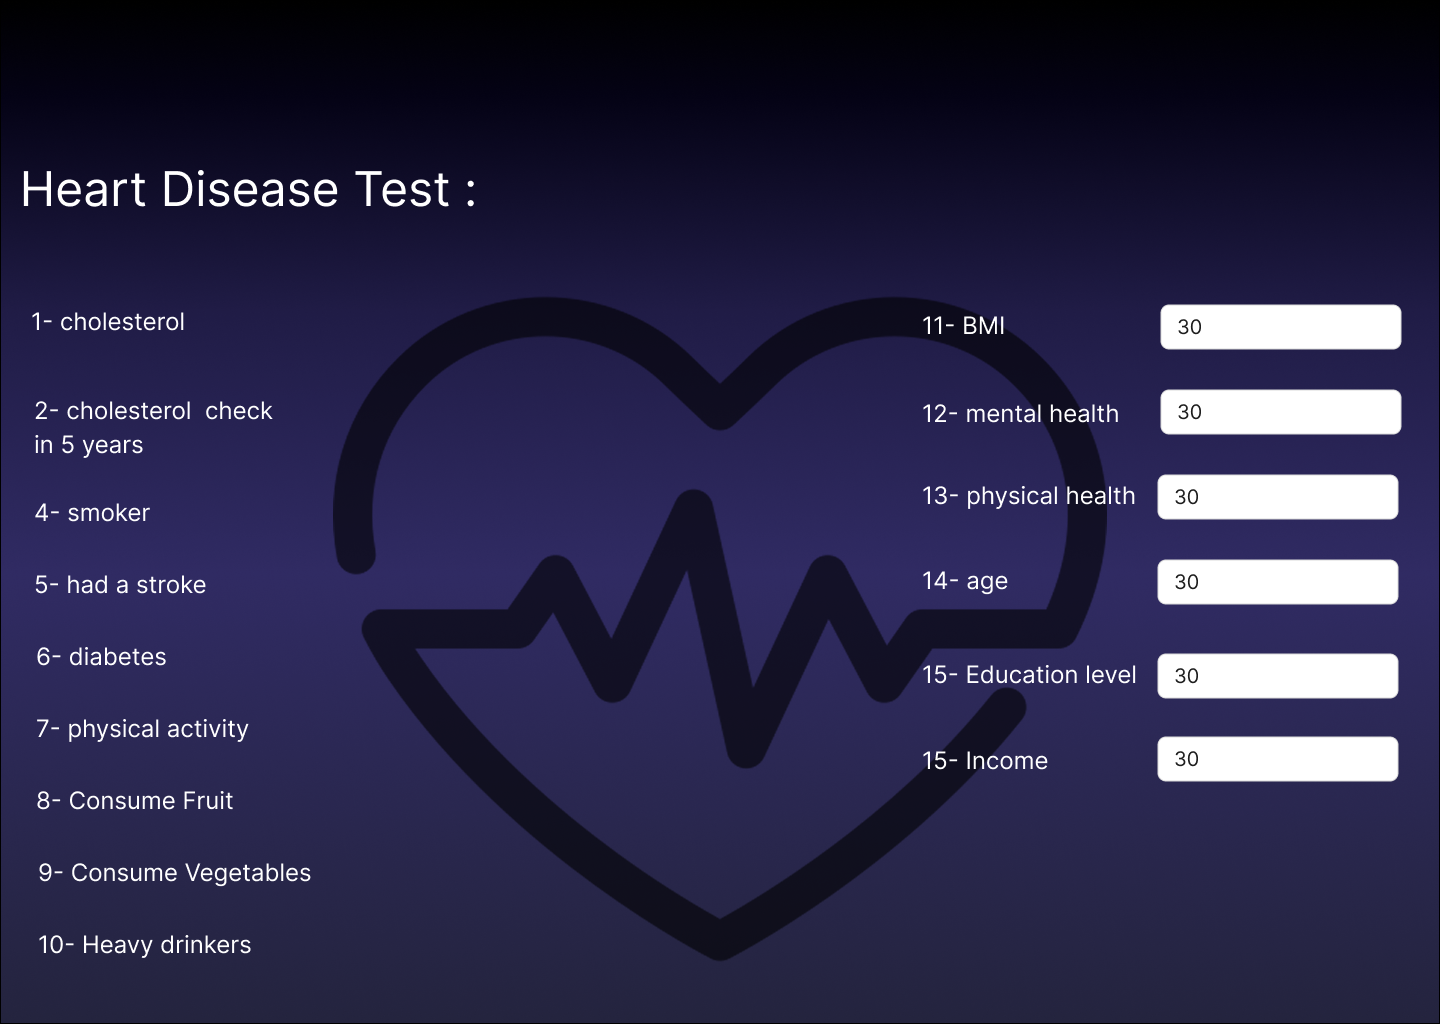 Heart Disease Test :
1- cholesterol
2- cholesterol  check
in 5 years
4- smoker
5- had a stroke
6- diabetes
7- physical activity
8- Consume Fruit
9- Consume Vegetables
10- Heavy drinkers
11- BMI
30
12- mental health
30
13- physical health
30
14- age
30
15- Education level
30
15- Income
30